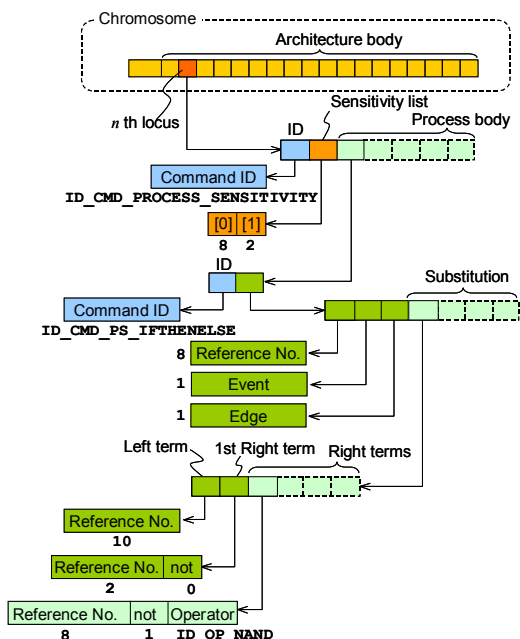 Chromosome
Architecture body
n th locus
Sensitivity list
ID
Process body
Command ID
ID_CMD_PROCESS_SENSITIVITY
[0] [1]
8 2
ID
Substitution
Command ID
ID_CMD_PS_IFTHENELSE
8 Reference No.
1 Event
1 Edge
Left term
1st Right term
Right terms
Reference No.
10
Reference No. not
2 0
Reference No. not Operator
8 1 ID_OP_NAND